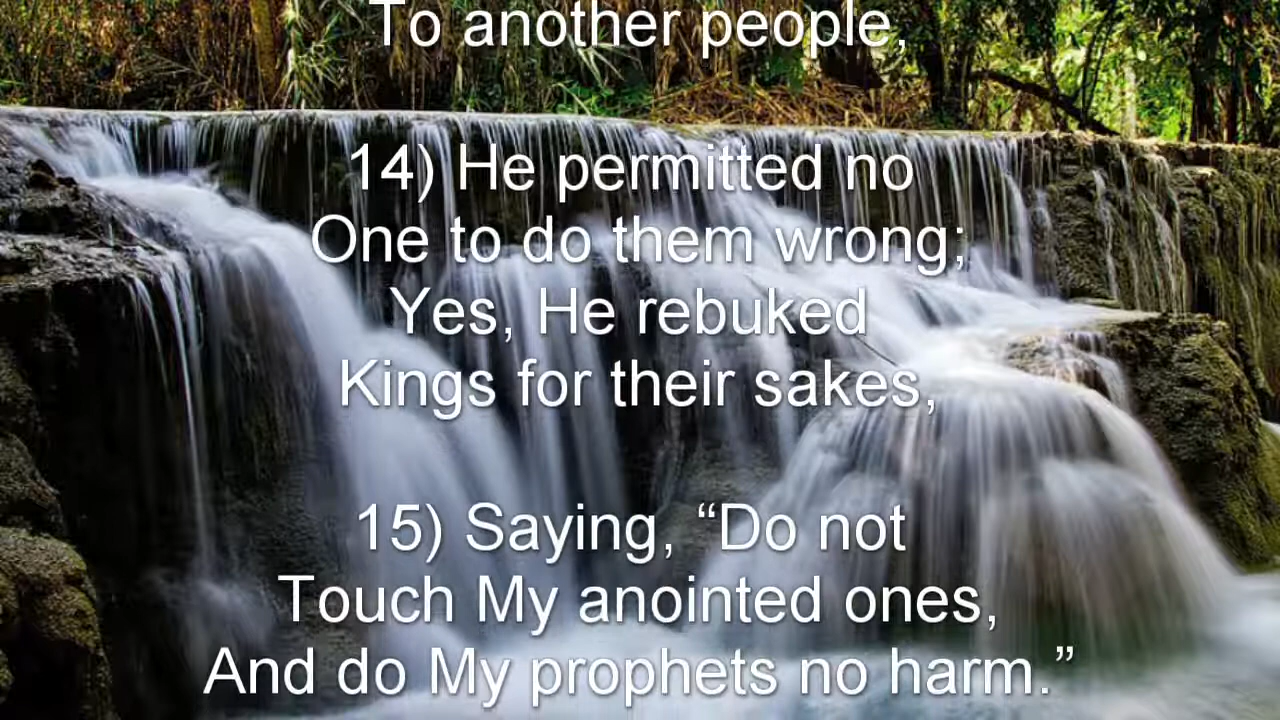 To another people,
14) He permitted no
One to do them wrong;
Yes, He rebuked
Kings for their sakes,
15) Saying, “Do not
Touch My anointed ones,
And do My prophets no harm.”